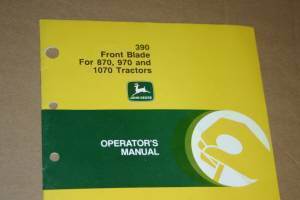 390
Front Blade
For 870, 970 and
1070 Tractors
JOHN DEERE
OPERATOR'S
MANUAL